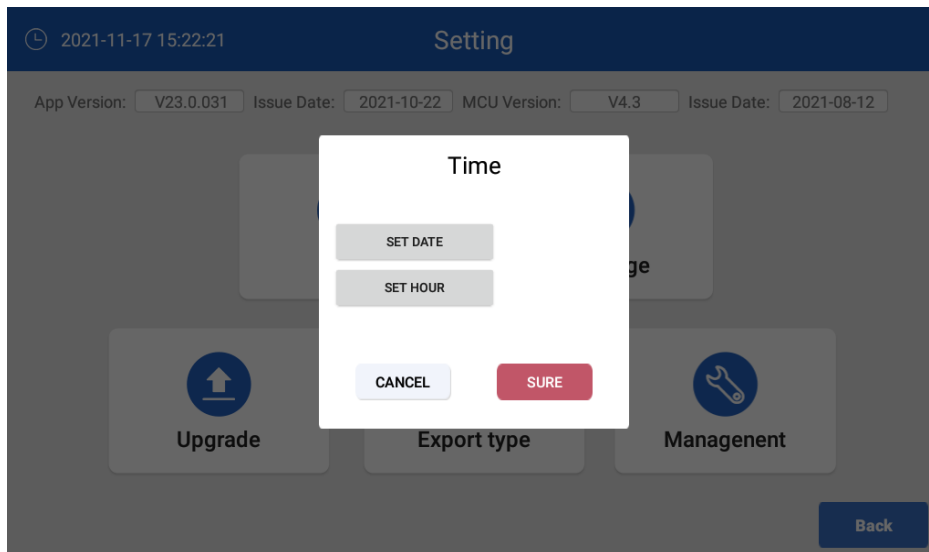 2021-11-17 15:22:21 Setting
App Version: V23.0.031 Issue Date: 2021-10-22 MCU Version: V4.3 Issue Date: 2021-08-12
Time
SET DATE
ge
SET HOUR
CANCEL SURE
Upgrade Export type Managenent
Back